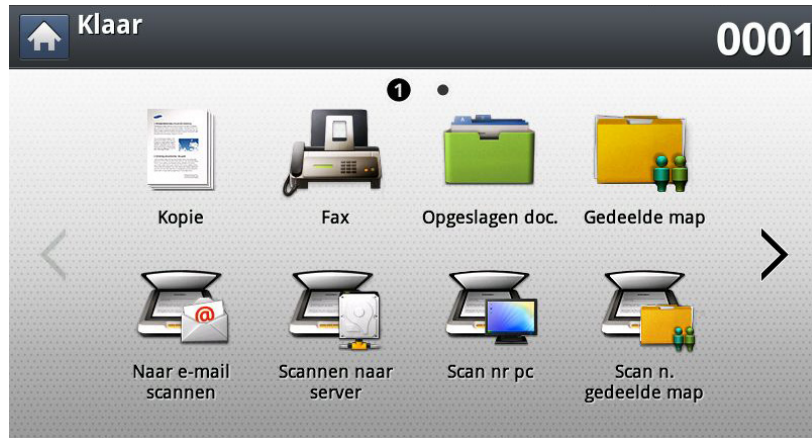 Klaar
0001
1
Kopie
Fax
Opgeslagen doc.
Gedeelde map
Naar e-mail
scannen
Scannen naar
server
Scan nr pc
Scan n.
gedeelde map